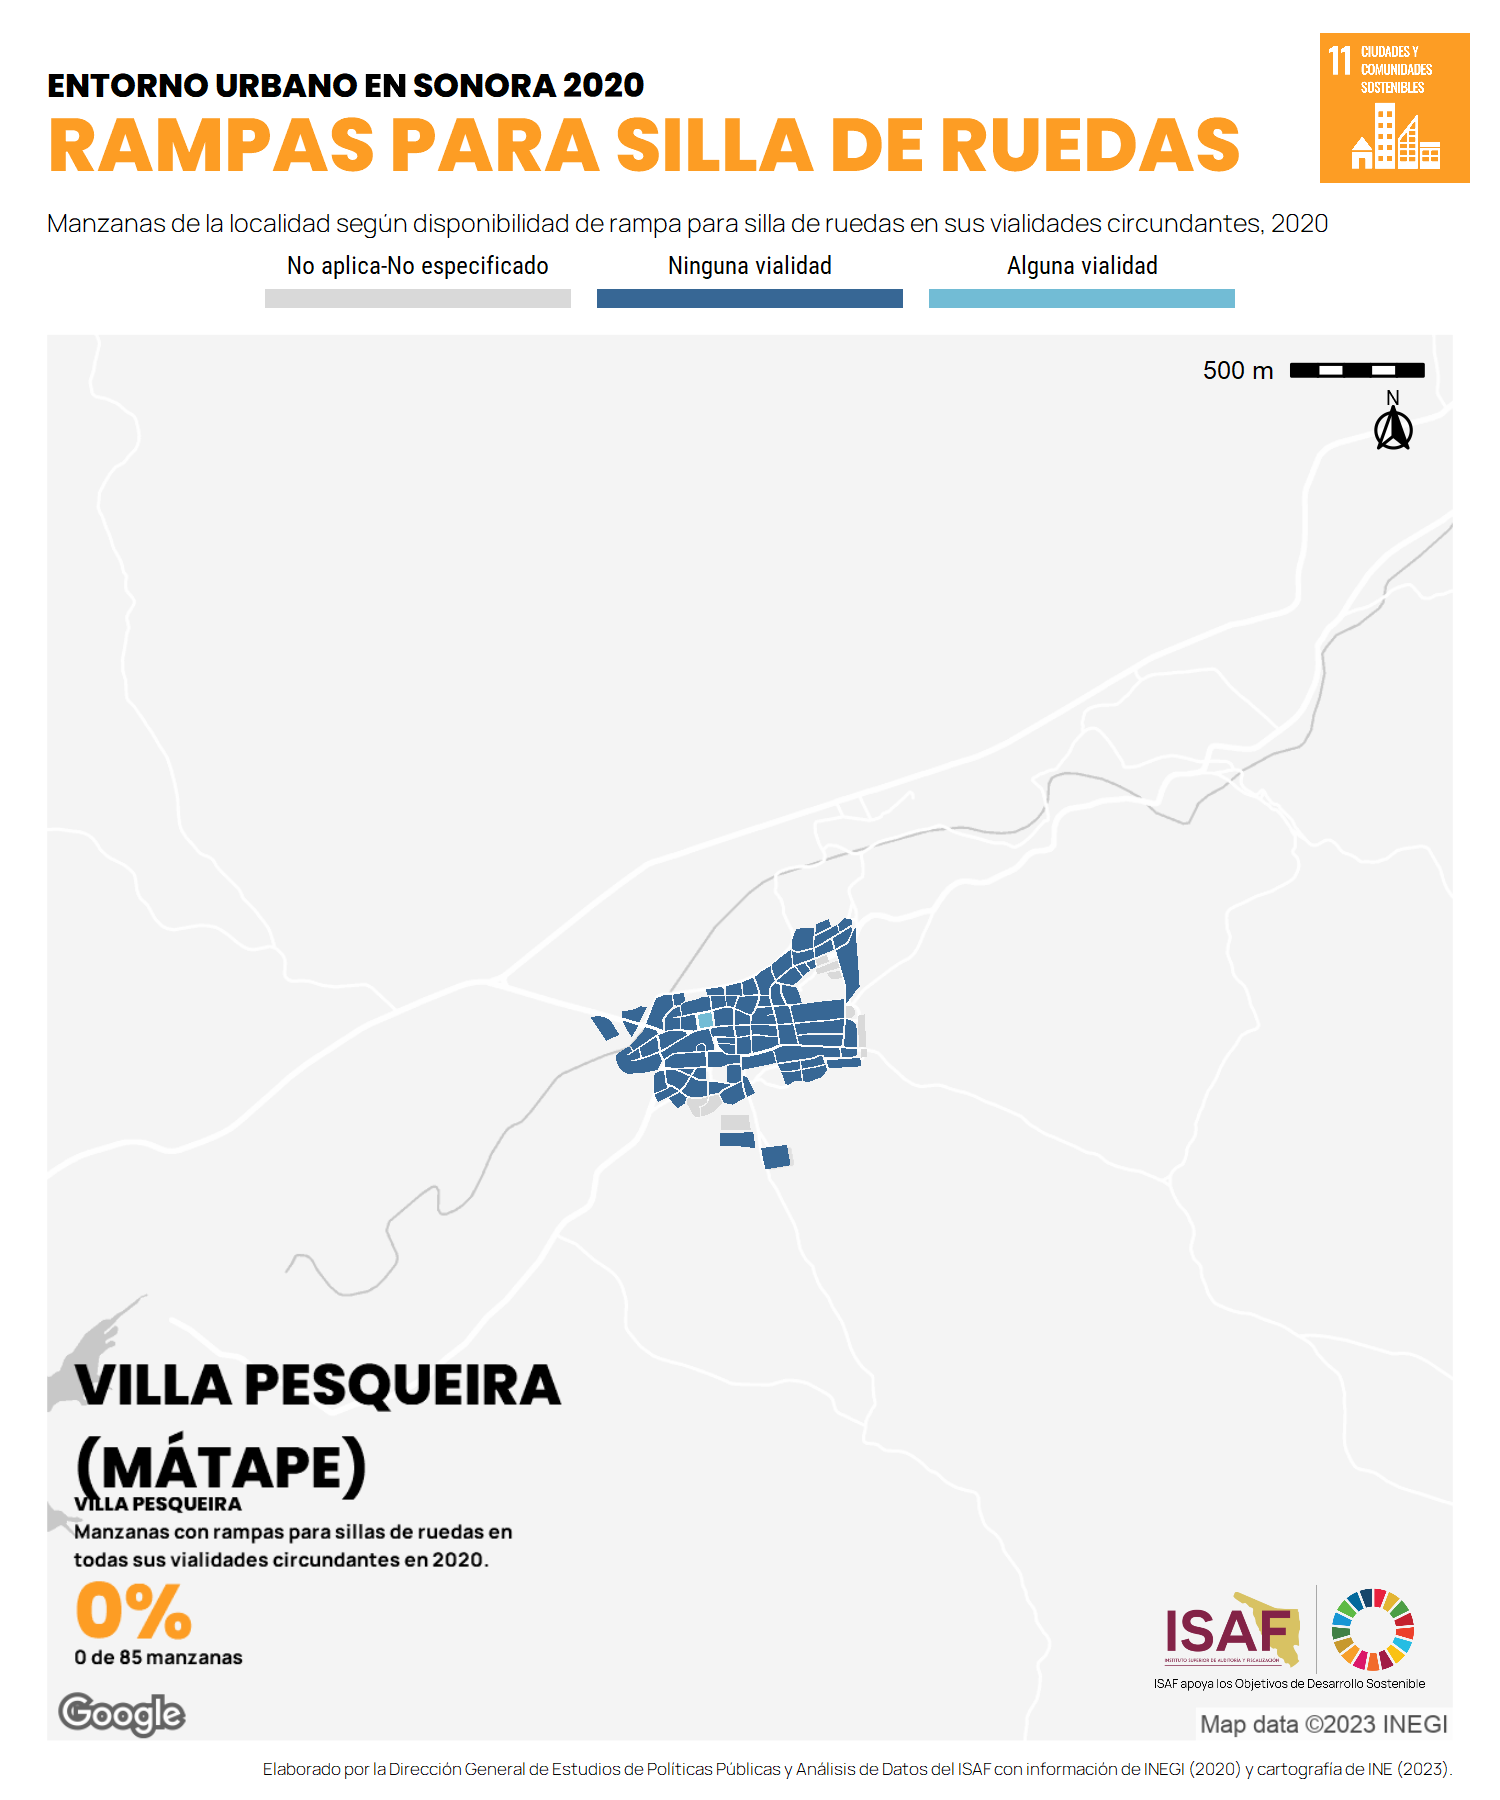 ENTORNO URBANO EN SONORA 2020
RAMPAS PARA SILLA DE RUEDAS
11 CIUDADES Y
COMUNIDADES
SOSTENIBLES
Manzanas de la localidad según disponibilidad de rampa para silla de ruedas en sus vialidades circundantes, 2020
No aplica-No especificado Ninguna vialidad Alguna vialidad
500 m
N
VILLA PESQUEIRA
(MÁTAPE)
VILLA PESQUEIRA
Manzanas con rampas para sillas de ruedas en
todas sus vialidades circundantes en 2020.
0%
0 de 85 manzanas
ISAF
INSTITUTO SUPERIOR DE AUDITORÍA Y FISCALIZACIÓN
ISAF apoya los Objetivos de Desarrollo Sostenible
Google
Map data ©2023 INEGI
Elaborado por la Dirección General de Estudios de Políticas Públicas y Análisis de Datos del ISAF con información de INEGI (2020) y cartografía de INE (2023).